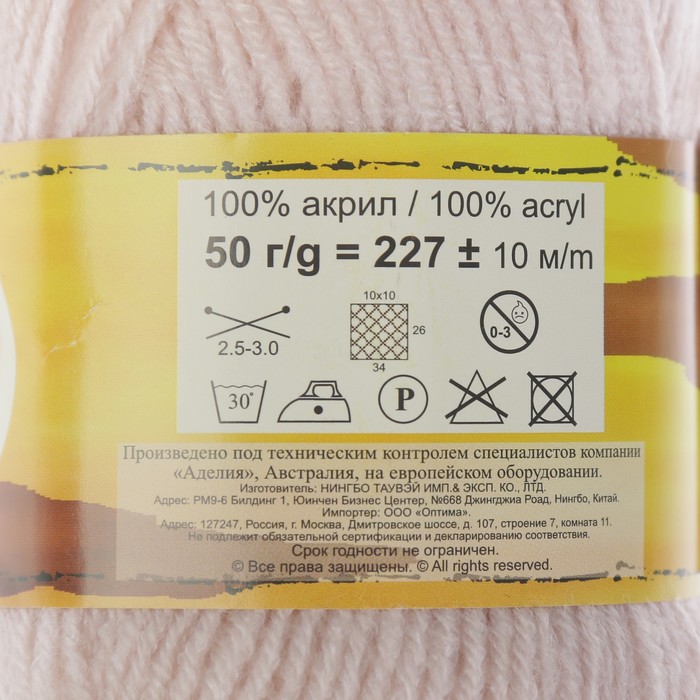 100% акрил / 100% acryl
50 г/g = 227 ± 10 м/m
10x10
26
34
2.5-3.0
0-3
30°
P
Произведено под техническим контролем специалистов компании
«Аделия», Австралия, на европейском оборудовании.
Изготовитель: НИНГБО ТАУВЭЙ ИМП.& ЭКСП. КО., ЛТД.
Адрес: РМ9-6 Билдинг 1, Юинчен Бизнес Центер, №668 Джингджиа Роад, Нингбо, Китай.
Импортер: ООО «Оптима».
Адрес: 127247, Россия, г. Москва, Дмитровское шоссе, д. 107, строение 7, комната 11.
Не подлежит обязательной сертификации и декларированию соответствия.
Срок годности не ограничен.
© Все права защищены. © All rights reserved.